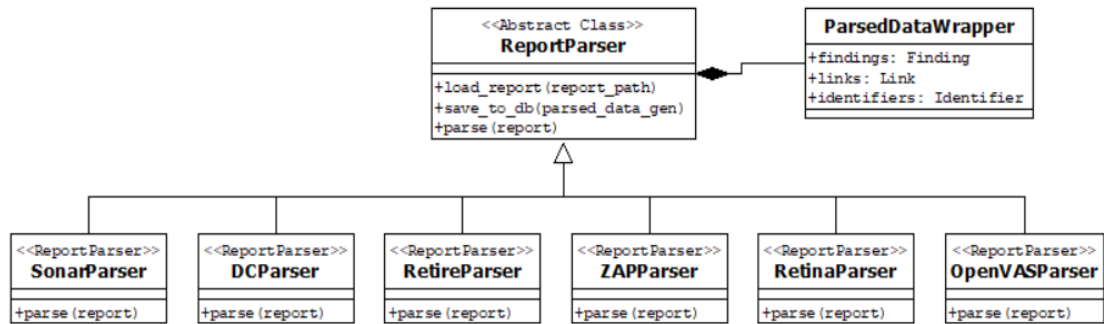 <<Abstract Class>>
ReportParser
+load_report(report_path)
+save_to_db(parsed_data_gen)
+parse(report)
ParsedDataWrapper
+findings: Finding
+links: Link
+identifiers: Identifier
<<ReportParser>>
SonarParser
+parse(report)
<<ReportParser>>
DCParser
+parse(report)
<<ReportParser>>
RetireParser
+parse(report)
<<ReportParser>>
ZAPParser
+parse(report)
<<ReportParser>>
RetinaParser
+parse(report)
<<ReportParser>>
OpenVASParser
+parse(report)